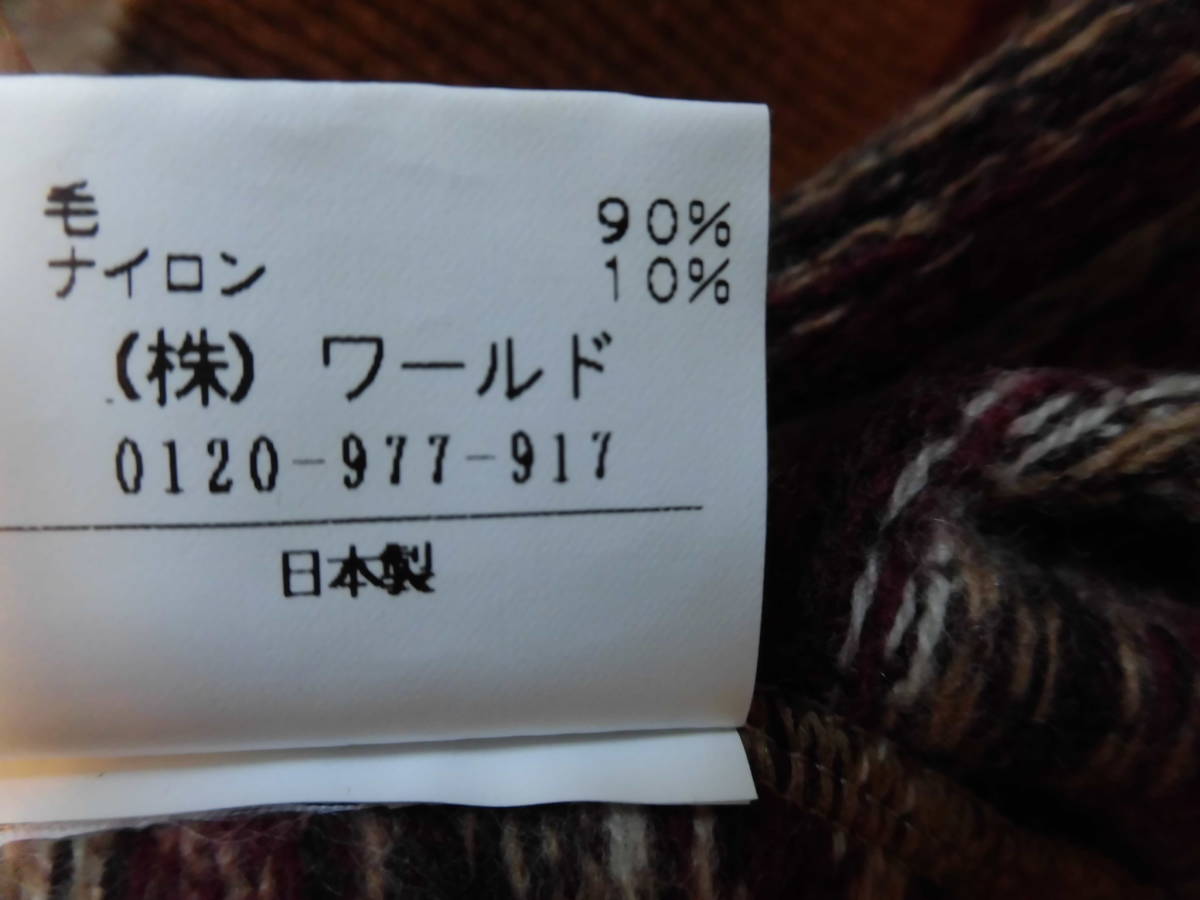 毛 90%
ナイロン 10%
(株) ワールド
0120-977-917
日本製